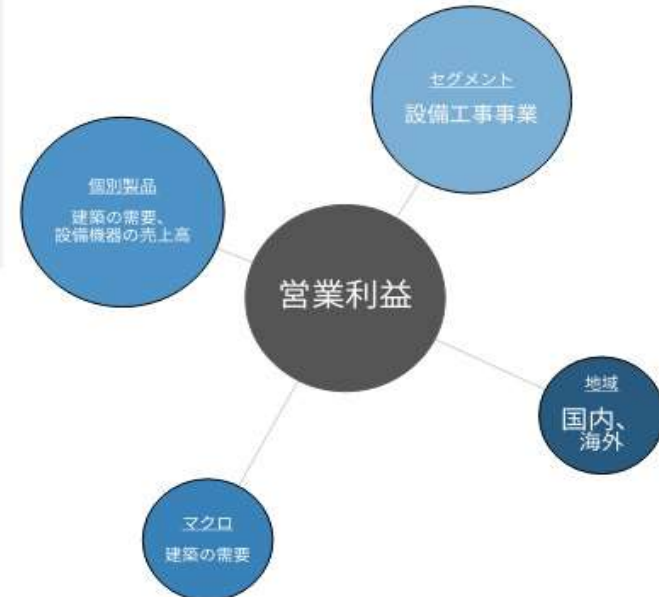 セグメント
設備工事事業
個別製品
建築の需要、
設備機器の売上高
営業利益
地域
国内、
海外
マクロ
建築の需要